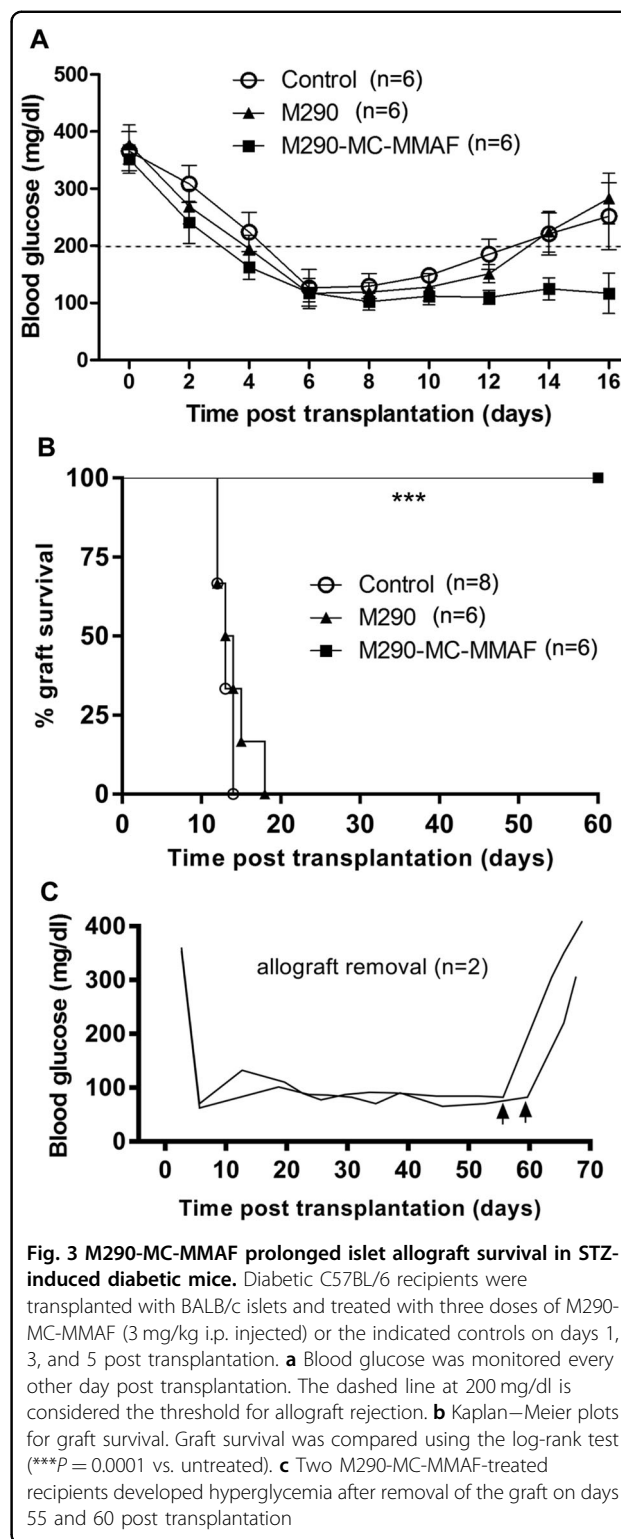 A
Blood glucose (mg/dl)
500
400
300
200
100
0
Control (n=6)
M290 (n=6)
M290-MC-MMAF (n=6)
0 2 4 6 8 10 12 14 16
Time post transplantation (days)
B
% graft survival
100
75
50
25
0
***
Control (n=8)
M290 (n=6)
M290-MC-MMAF (n=6)
0 10 20 30 40 50 60
Time post transplantation (days)
C
Blood glucose (mg/dl)
400
300
200
100
0
allograft removal (n=2)
0 10 20 30 40 50 60 70
Time post transplantation (days)
Fig. 3 M290-MC-MMAF prolonged islet allograft survival in STZ-
induced diabetic mice. Diabetic C57BL/6 recipients were
transplanted with BALB/c islets and treated with three doses of M290-
MC-MMAF (3 mg/kg i.p. injected) or the indicated controls on days 1,
3, and 5 post transplantation. a Blood glucose was monitored every
other day post transplantation. The dashed line at 200 mg/dl is
considered the threshold for allograft rejection. b Kaplan−Meier plots
for graft survival. Graft survival was compared using the log-rank test
(***P = 0.0001 vs. untreated). c Two M290-MC-MMAF-treated
recipients developed hyperglycemia after removal of the graft on days
55 and 60 post transplantation